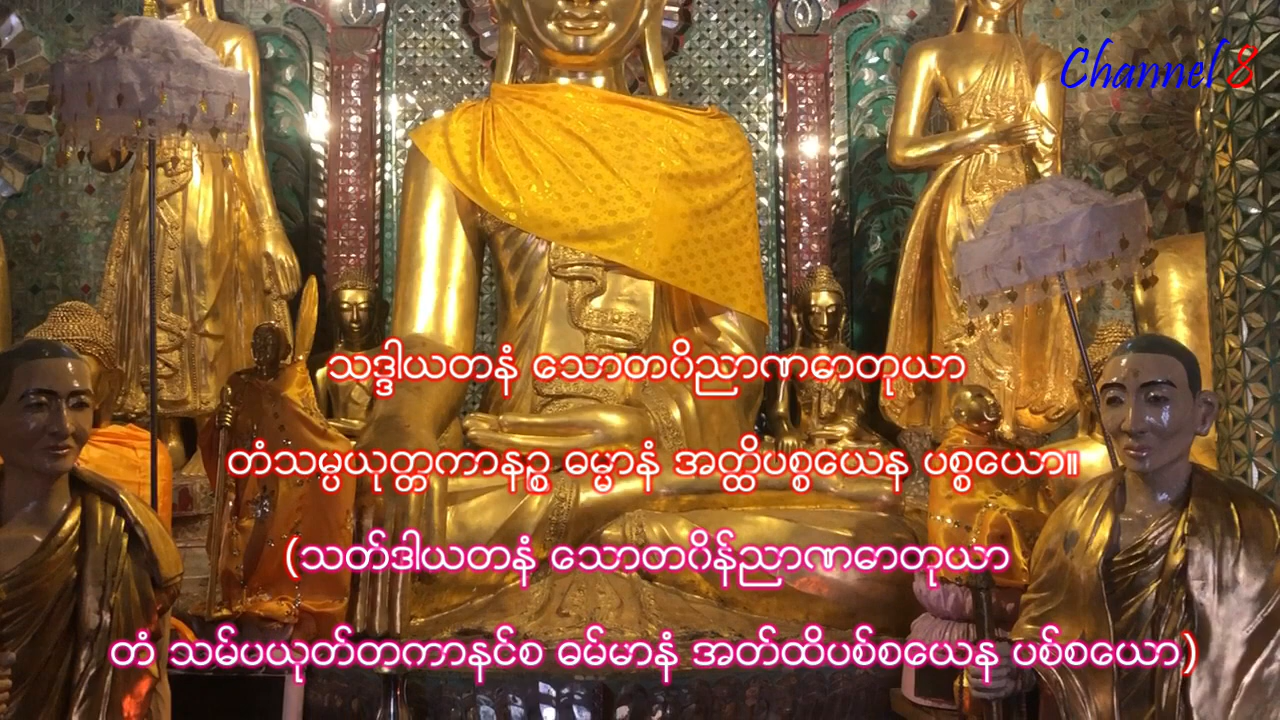 Channel 8
သဒ္ဒါယတနံ သောတဝိညာဏဓာတုယာ
တံသမ္ပယုတ္တကာနဉ္စ ဓမ္မာနံ အတ္ထိပစ္စယေန ပစ္စယော။
(သတ်ဒါယတနံ သောတဝိန်ညာဏဓာတုယာ
တံ သမ်ပယုတ်တကာနင်စ ဓမ်မာနံ အတ်ထိပစ်စယေန ပစ်စယော)